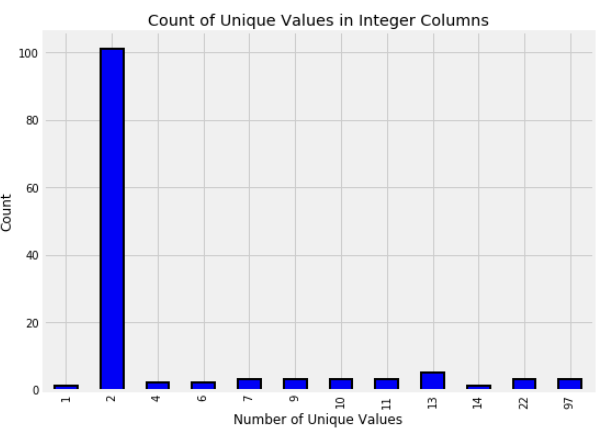 Count of Unique Values in Integer Columns
100
80
60
40
20
0
Count
1 2 4 6 7 9 10 11 13 14 22 97
Number of Unique Values